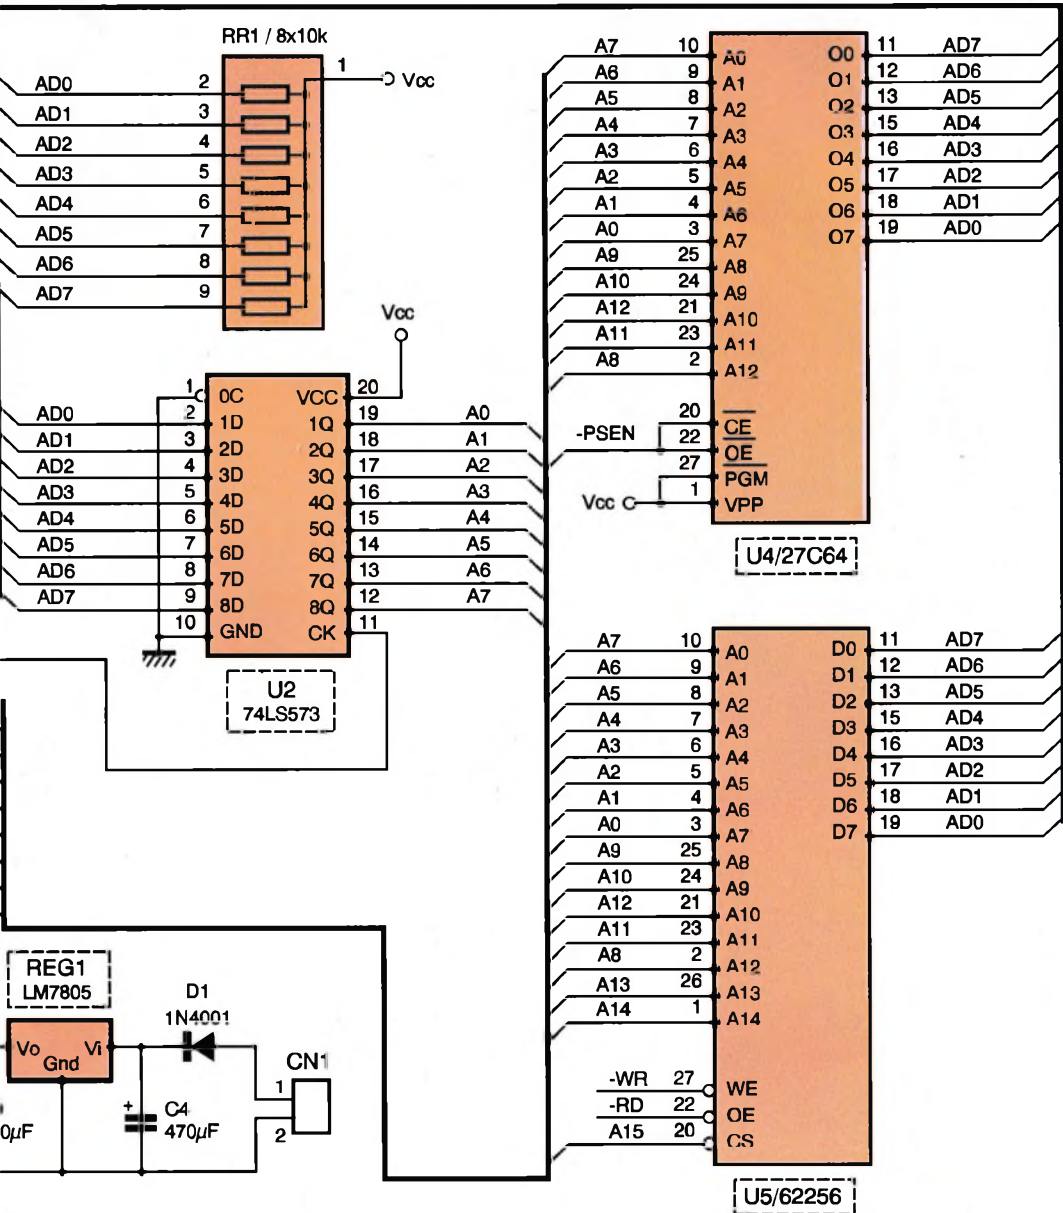 RR1 / 8x10k
1
Vcc
AD0 2
AD1 3
AD2 4
AD3 5
AD4 6
AD5 7
AD6 8
AD7 9
Vcc
1 0C VCC 20
AD0 2 1D 1Q 19 A0
AD1 3 2D 2Q 18 A1
AD2 4 3D 3Q 17 A2
AD3 5 4D 4Q 16 A3
AD4 6 5D 5Q 15 A4
AD5 7 6D 6Q 14 A5
AD6 8 7D 7Q 13 A6
AD7 9 8D 8Q 12 A7
10 GND CK 11
U2
74LS573
A7 10 A0 O0 11 AD7
A6 9 A1 O1 12 AD6
A5 8 A2 O2 13 AD5
A4 7 A3 O3 15 AD4
A3 6 A4 O4 16 AD3
A2 5 A5 O5 17 AD2
A1 4 A6 O6 18 AD1
A0 3 A7 O7 19 AD0
A9 25 A8
A10 24 A9
A12 21 A10
A11 23 A11
A8 2 A12
20 CE
-PSEN 22 OE
27 PGM
Vcc 1 VPP
U4/27C64
A7 10 A0 D0 11 AD7
A6 9 A1 D1 12 AD6
A5 8 A2 D2 13 AD5
A4 7 A3 D3 15 AD4
A3 6 A4 D4 16 AD3
A2 5 A5 D5 17 AD2
A1 4 A6 D6 18 AD1
A0 3 A7 D7 19 AD0
A9 25 A8
A10 24 A9
A12 21 A10
A11 23 A11
A8 2 A12
A13 26 A13
A14 1 A14
-WR 27 WE
-RD 22 OE
A15 20 CS
U5/62256
REG1
LM7805
Vo Vi
Gnd
D1
1N4001
CN1
1
2
+ C4
470µF
0µF